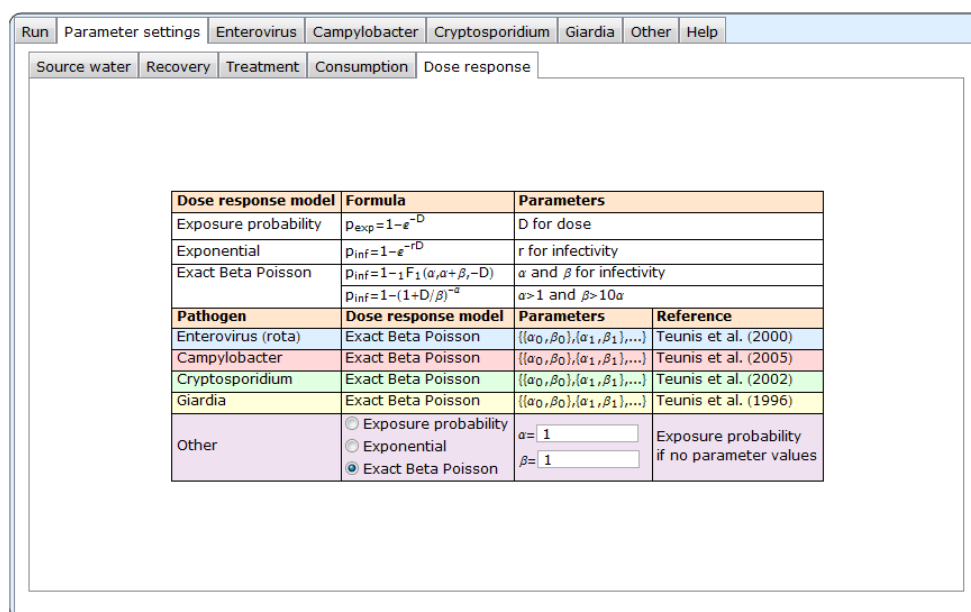 Run Parameter settings Enterovirus Campylobacter Cryptosporidium Giardia Other Help
Source water Recovery Treatment Consumption Dose response
Dose response model Formula Parameters
Exposure probability p_exp=1-e^-D D for dose
Exponential p_inf=1-e^-rD r for infectivity
Exact Beta Poisson p_inf=1-₁F₁(α,α+β,-D) α and β for infectivity
p_inf=1-(1+D/β)^-α α>1 and β>10α
Pathogen Dose response model Parameters Reference
Enterovirus (rota) Exact Beta Poisson {{α₀,β₀},{α₁,β₁},...} Teunis et al. (2000)
Campylobacter Exact Beta Poisson {{α₀,β₀},{α₁,β₁},...} Teunis et al. (2005)
Cryptosporidium Exact Beta Poisson {{α₀,β₀},{α₁,β₁},...} Teunis et al. (2002)
Giardia Exact Beta Poisson {{α₀,β₀},{α₁,β₁},...} Teunis et al. (1996)
Other
Exposure probability
Exponential
Exact Beta Poisson
α= 1
β= 1
Exposure probability
if no parameter values